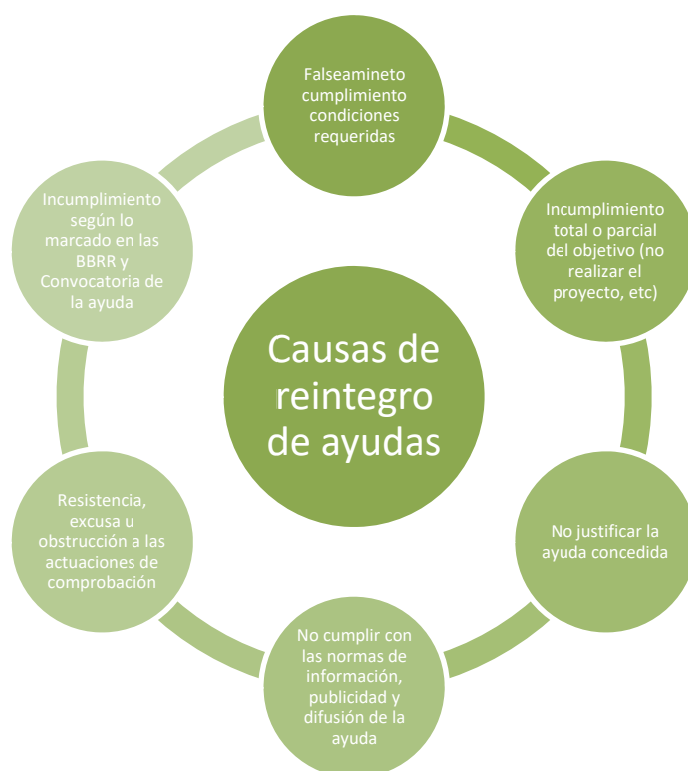 Falseamineto
cumplimiento
condiciones
requeridas
Incumplimiento
total o parcial
del objetivo (no
realizar el
proyecto, etc)
No justificar la
ayuda concedida
No cumplir con
las normas de
información,
publicidad y
difusión de la
ayuda
Resistencia,
excusa u
obstrucción a las
actuaciones de
comprobación
Incumplimiento
según lo
marcado en las
BBRR y
Convocatoria de
la ayuda
Causas de
reintegro
de ayudas